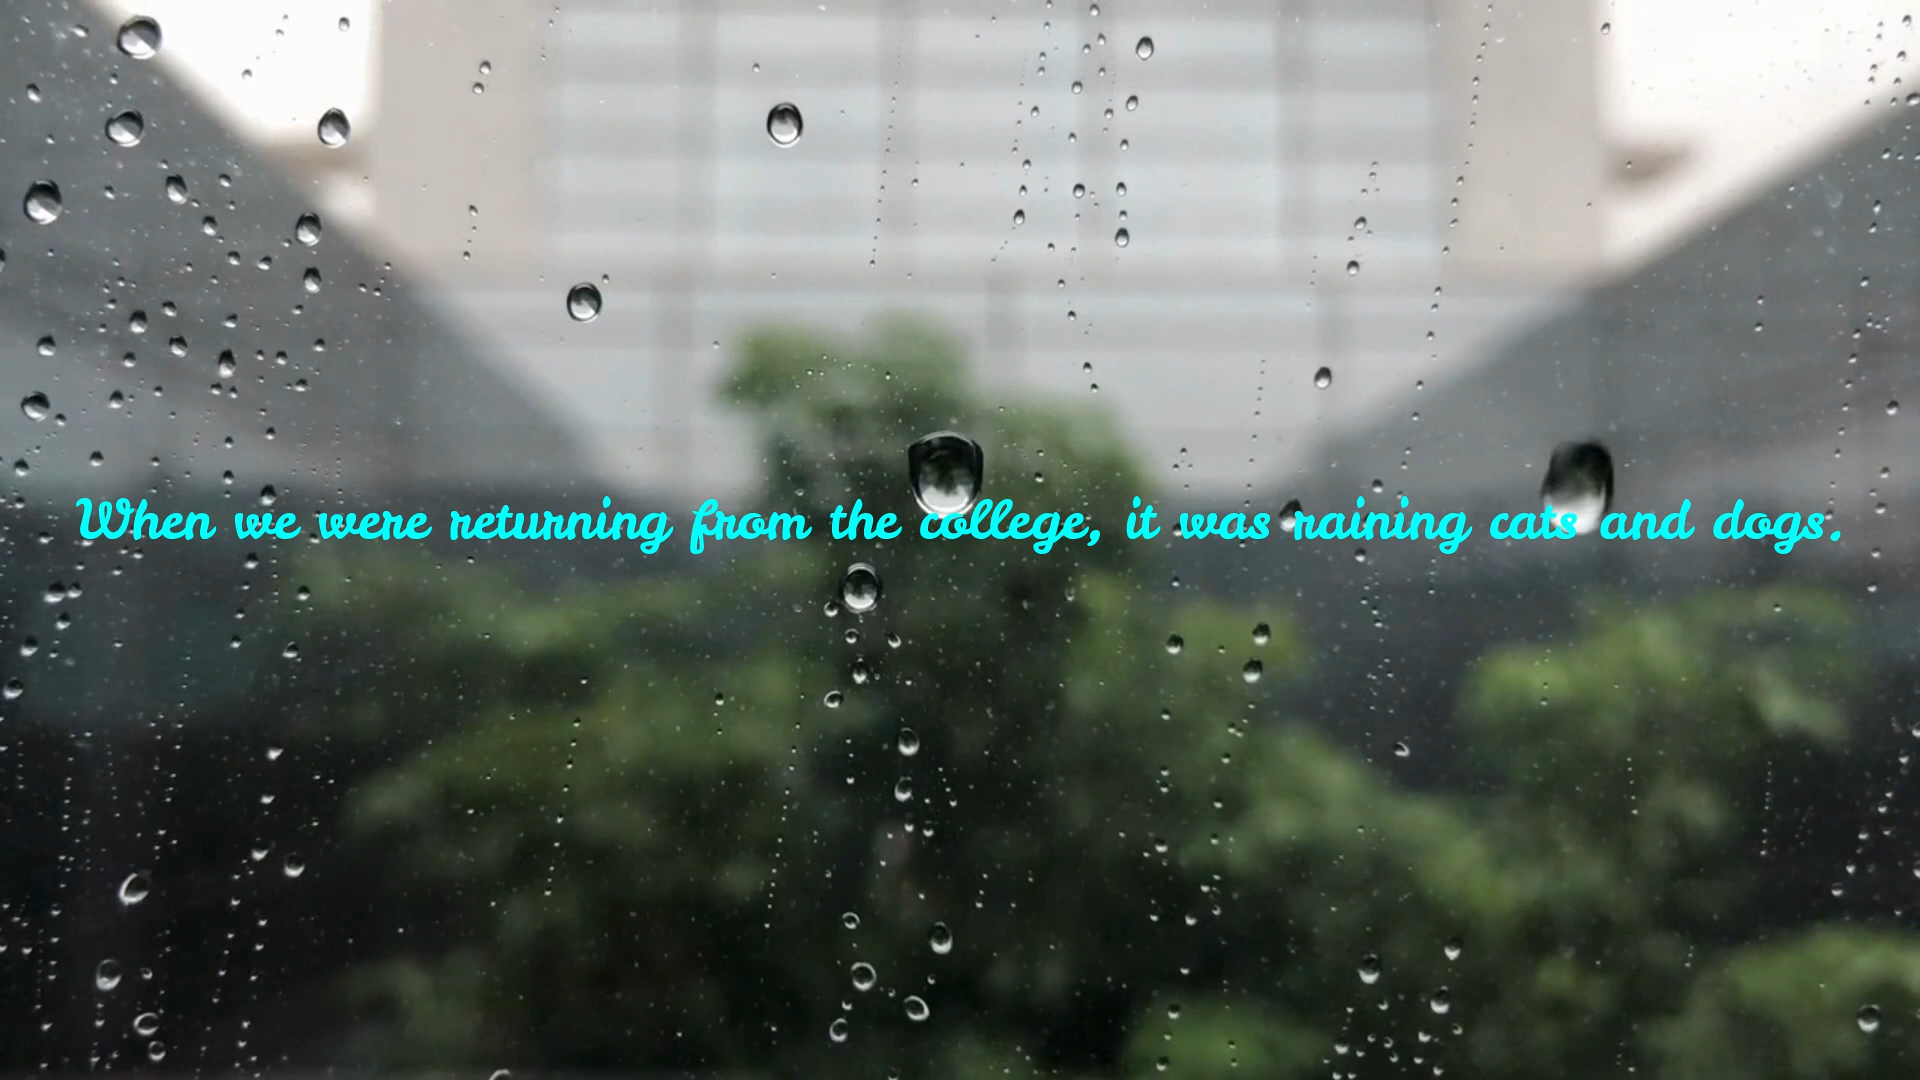 When we were returning from the college, it was raining cats and dogs.